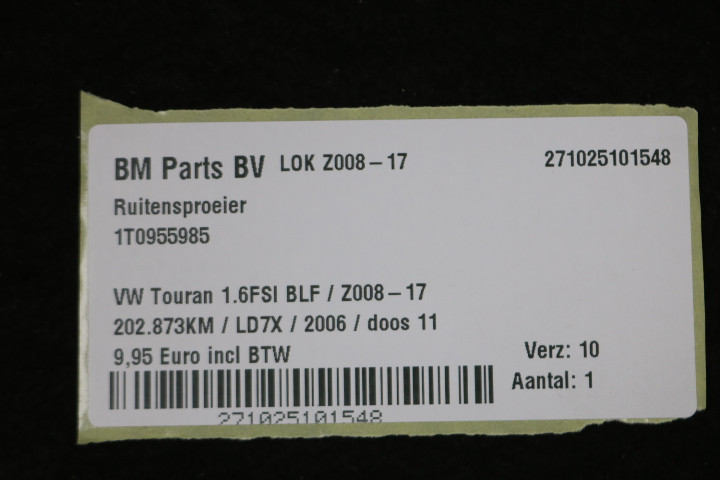 BM Parts BV LOK Z008-17 271025101548
Ruitensproeier
1T0955985
VW Touran 1.6FSI BLF / Z008-17
202.873KM / LD7X / 2006 / doos 11
9,95 Euro incl BTW Verz: 10
Aantal: 1
271025101548